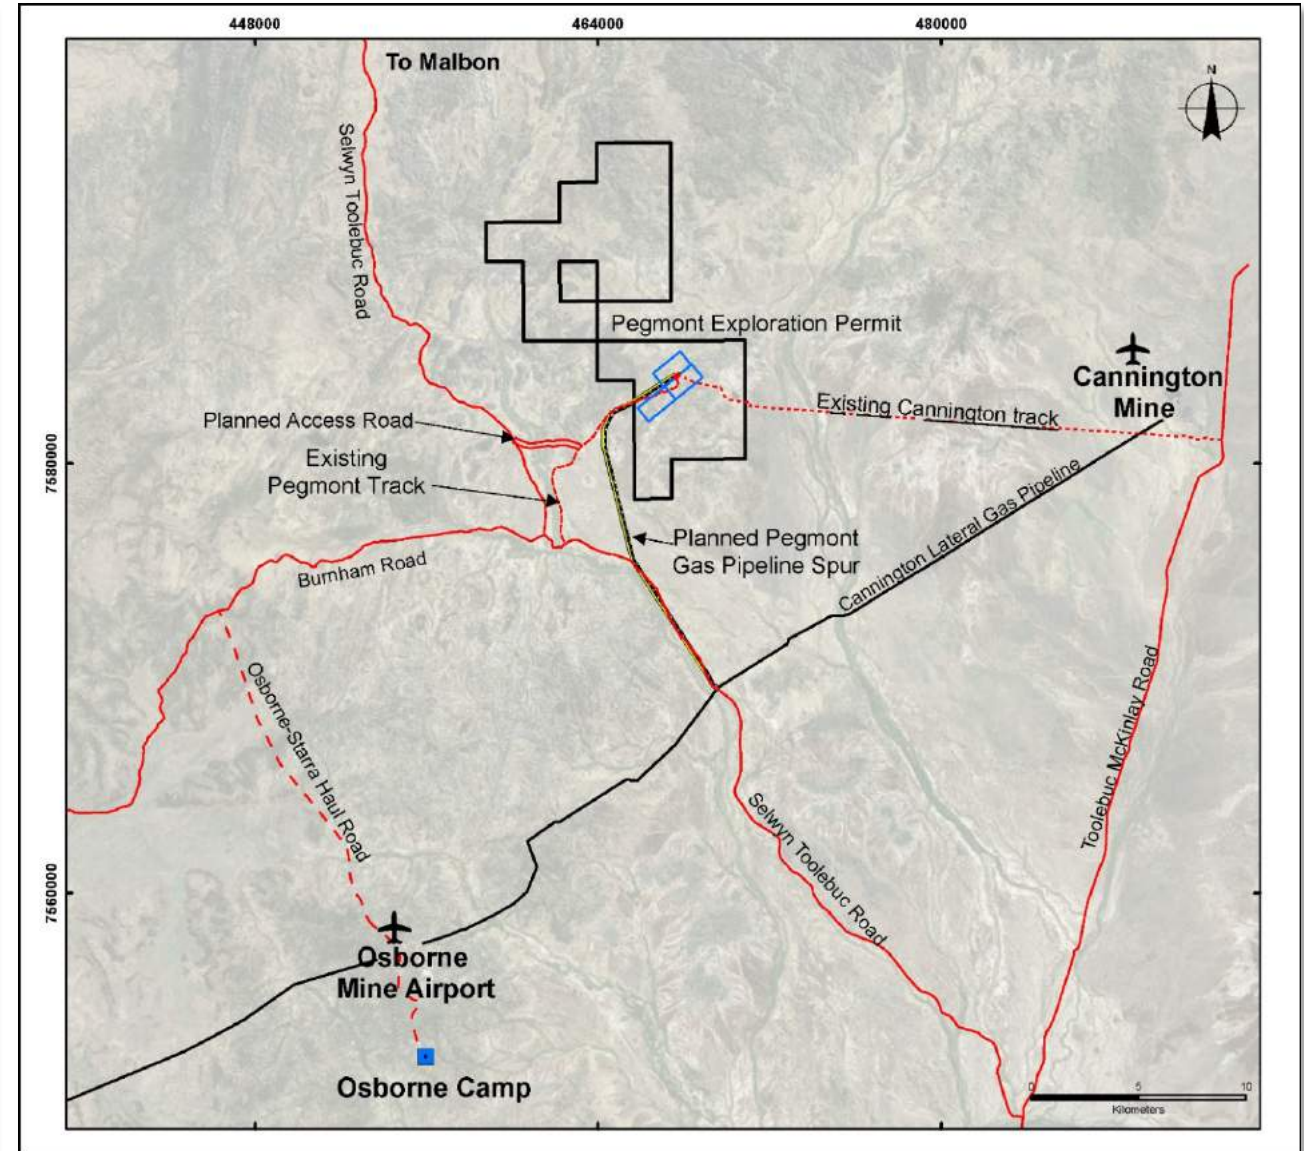 448000
464000
480000
To Malbon
N
Selwyn Toolebuc Road
Pegmont Exploration Permit
Cannington
Mine
Existing Cannington track
Planned Access Road
Existing
Pegmont Track
7580000
Planned Pegmont
Gas Pipeline Spur
Cannington Lateral Gas Pipeline
Burnham Road
Osborne-Starra Haul Road
Toolebuc McKinlay Road
Selwyn Toolebuc Road
7560000
Osborne
Mine Airport
Osborne Camp
0 5 10
Kilometers